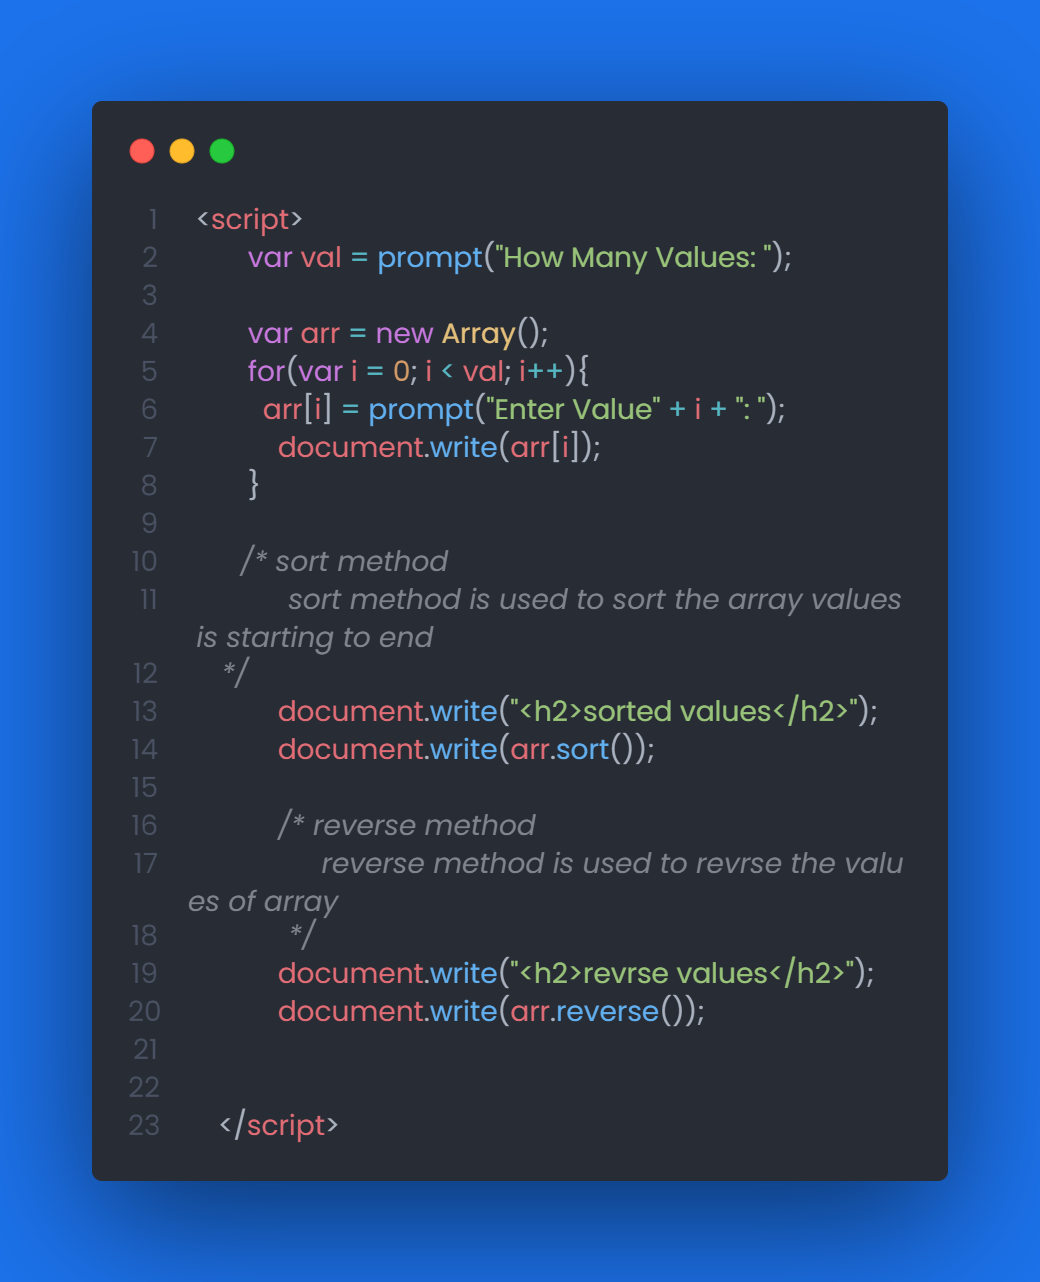 1 <script>
2 var val = prompt("How Many Values: ");
3
4 var arr = new Array();
5 for(var i = 0; i < val; i++){
6 arr[i] = prompt("Enter Value" + i + ": ");
7 document.write(arr[i]);
8 }
9
10 /* sort method
11 sort method is used to sort the array values
is starting to end
12 */
13 document.write("<h2>sorted values</h2>");
14 document.write(arr.sort());
15
16 /* reverse method
17 reverse method is used to revrse the valu
es of array
18 */
19 document.write("<h2>revrse values</h2>");
20 document.write(arr.reverse());
21
22
23 </script>